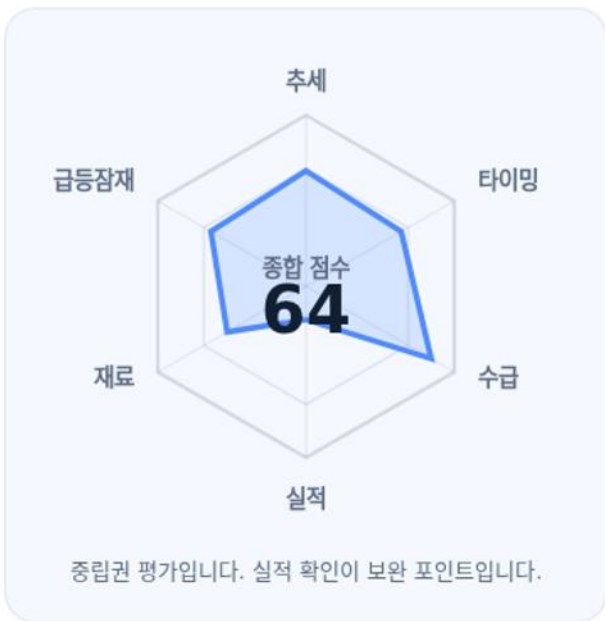 추세
급등잠재
타이밍
종합 점수
64
재료
수급
실적
중립권 평가입니다. 실적 확인이 보완 포인트입니다.